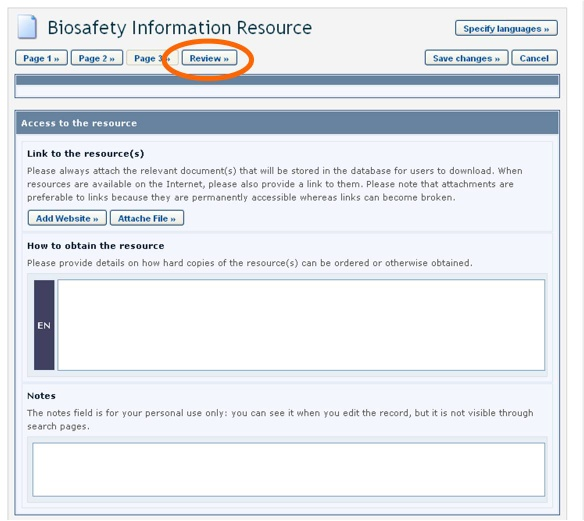 Biosafety Information Resource
Specify languages »
Page 1 » Page 2 » Page 3 » Review » Save changes » Cancel
Access to the resource
Link to the resource(s)
Please always attach the relevant document(s) that will be stored in the database for users to download. When
resources are available on the Internet, please also provide a link to them. Please note that attachments are
preferable to links because they are permanently accessible whereas links can become broken.
Add Website » Attache File »
How to obtain the resource
Please provide details on how hard copies of the resource(s) can be ordered or otherwise obtained.
EN
Notes
The notes field is for your personal use only: you can see it when you edit the record, but it is not visible through
search pages.